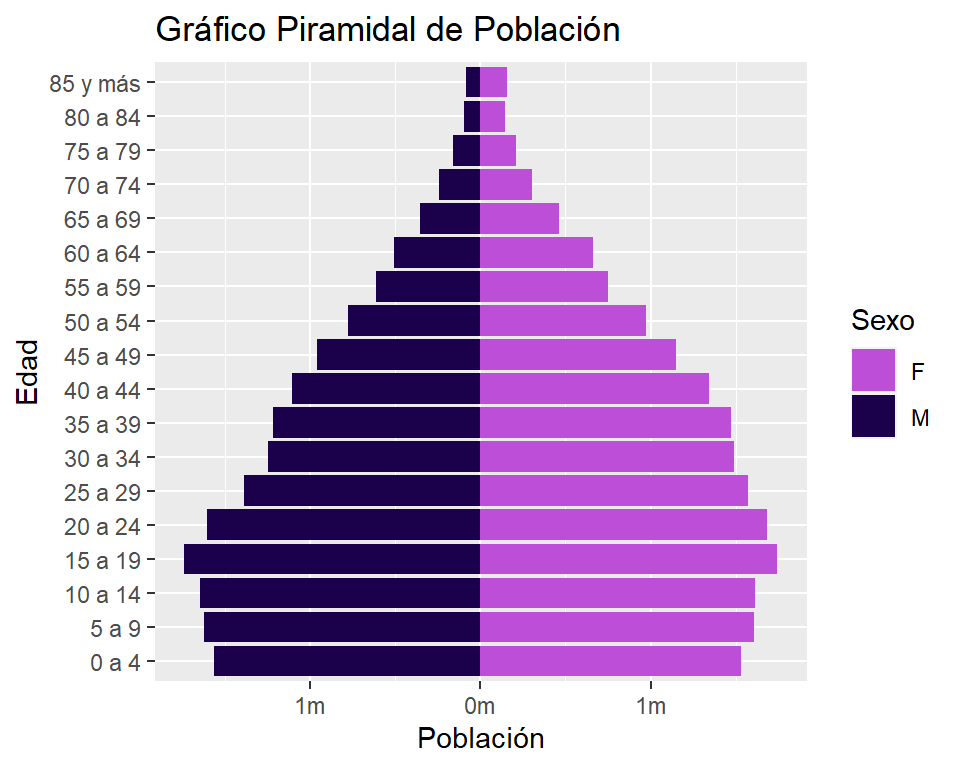 Gráfico Piramidal de Población
85 y más
80 a 84
75 a 79
70 a 74
65 a 69
60 a 64
55 a 59
50 a 54
45 a 49
40 a 44
35 a 39
30 a 34
25 a 29
20 a 24
15 a 19
10 a 14
5 a 9
0 a 4
Edad
1m
0m
1m
Población
Sexo
F
M